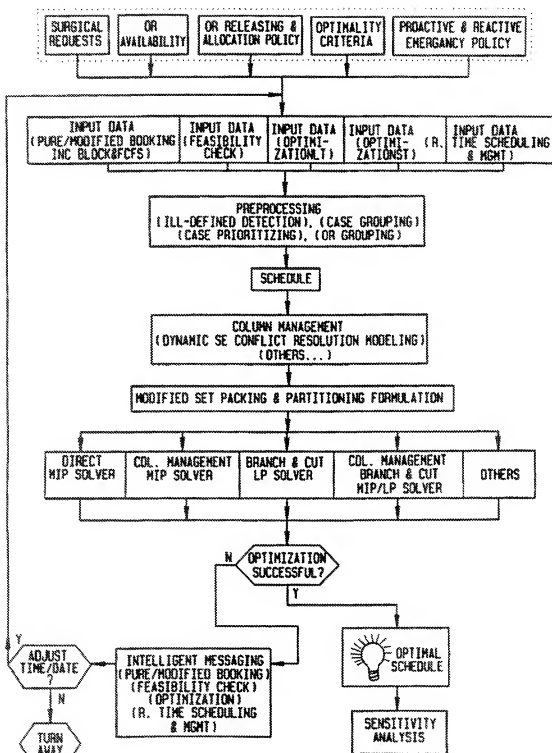 SURGICAL
REQUESTS
OR
AVAILABILITY
OR RELEASING &
ALLOCATION POLICY
OPTIMALITY
CRITERIA
PROACTIVE & REACTIVE
EMERGANCY POLICY
INPUT DATA
(PURE/MODIFIED BOOKING
INC BLOCK&FCFS)
INPUT DATA
(FEASIBILITY
CHECK)
INPUT DATA
(OPTIMI-
ZATIONLT)
INPUT DATA
(OPTIMI-
ZATIONST)
INPUT DATA
(R. TIME SCHEDULING
& MGMT)
PREPROCESSING
(ILL-DEFINED DETECTION), (CASE GROUPING)
(CASE PRIORITIZING), (OR GROUPING)
SCHEDULE
COLUMN MANAGEMENT
(DYNAMIC SE CONFLICT RESOLUTION MODELING)
(OTHERS...)
MODIFIED SET PACKING & PARTITIONING FORMULATION
DIRECT
MIP SOLVER
COL. MANAGEMENT
MIP SOLVER
BRANCH & CUT
LP SOLVER
COL. MANAGEMENT
BRANCH & CUT
MIP/LP SOLVER
OTHERS
N
OPTIMIZATION
SUCCESSFUL?
Y
Y
ADJUST
TIME/DATE
?
N
TURN
AWAY
INTELLIGENT MESSAGING
(PURE/MODIFIED BOOKING)
(FEASIBILITY CHECK)
(OPTIMIZATION)
(R. TIME SCHEDULING
& MGMT)
OPTIMAL
SCHEDULE
SENSITIVITY
ANALYSIS